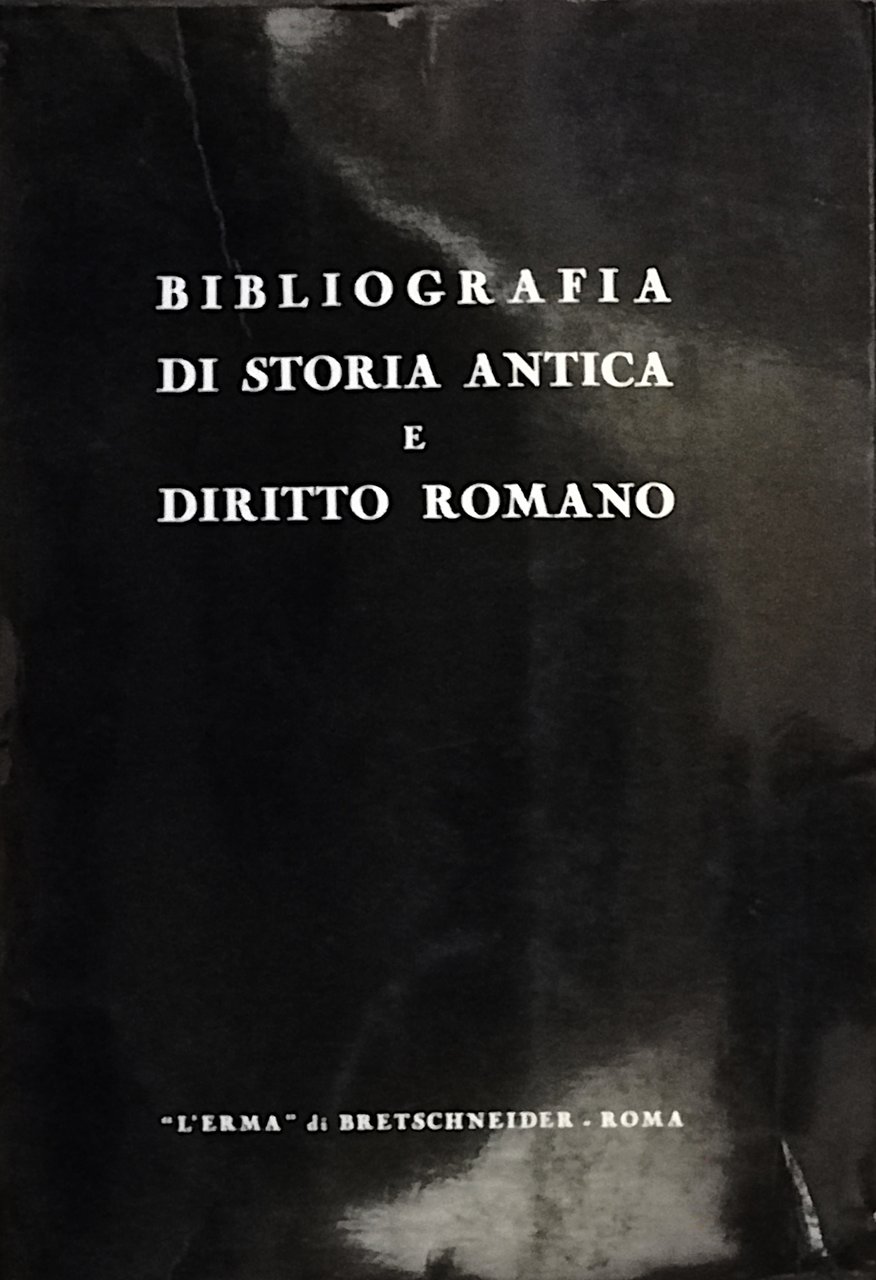 BIBLIOGRAFIA
DI STORIA ANTICA
E
DIRITTO ROMANO
"L'ERMA" di BRETSCHNEIDER - ROMA